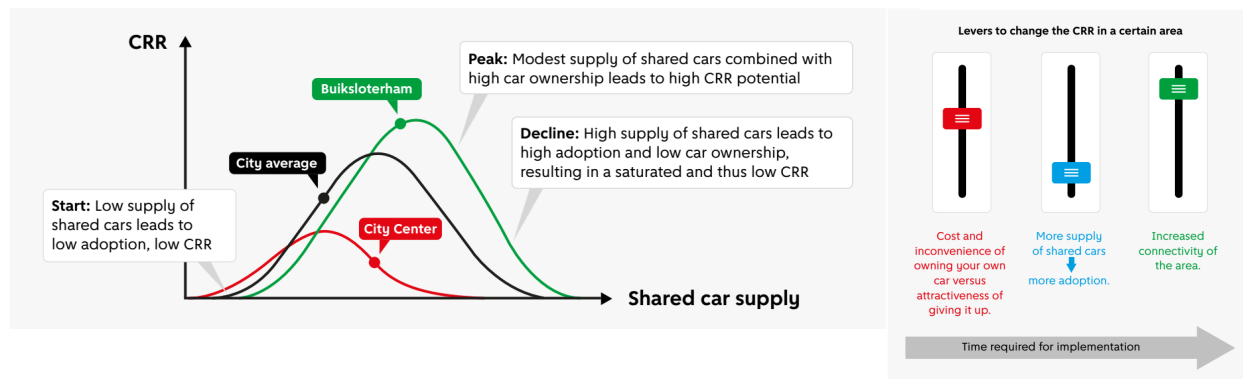 CRR
Peak: Modest supply of shared cars combined with
high car ownership leads to high CRR potential
Buiksloterham
Decline: High supply of shared cars leads to
high adoption and low car ownership,
resulting in a saturated and thus low CRR
City average
Start: Low supply of
shared cars leads to
low adoption, low CRR
City Center
Shared car supply
Levers to change the CRR in a certain area
Cost and
inconvenience of
owning your own
car versus
attractiveness of
giving it up.
More supply
of shared cars
more adoption.
Increased
connectivity of
the area.
Time required for implementation